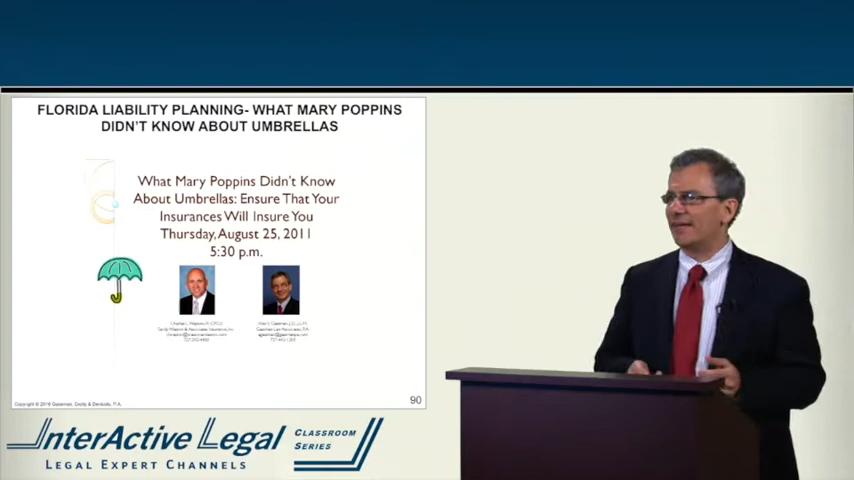 FLORIDA LIABILITY PLANNING- WHAT MARY POPPINS
DIDN'T KNOW ABOUT UMBRELLAS
What Mary Poppins Didn't Know
About Umbrellas: Ensure That Your
Insurances Will Insure You
Thursday, August 25, 2011
5:30 p.m.
90
InterActive Legal
CLASSROOM
SERIES
LEGAL EXPERT CHANNELS